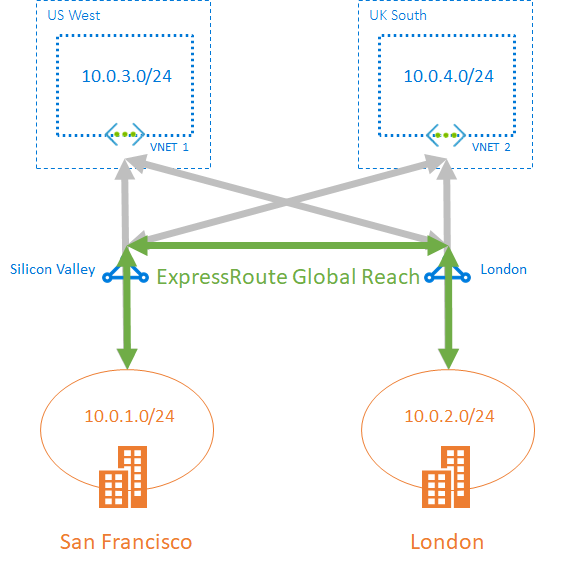 US West
UK South
10.0.3.0/24
10.0.4.0/24
VNET 1
VNET 2
Silicon Valley
ExpressRoute Global Reach
London
10.0.1.0/24
10.0.2.0/24
San Francisco
London